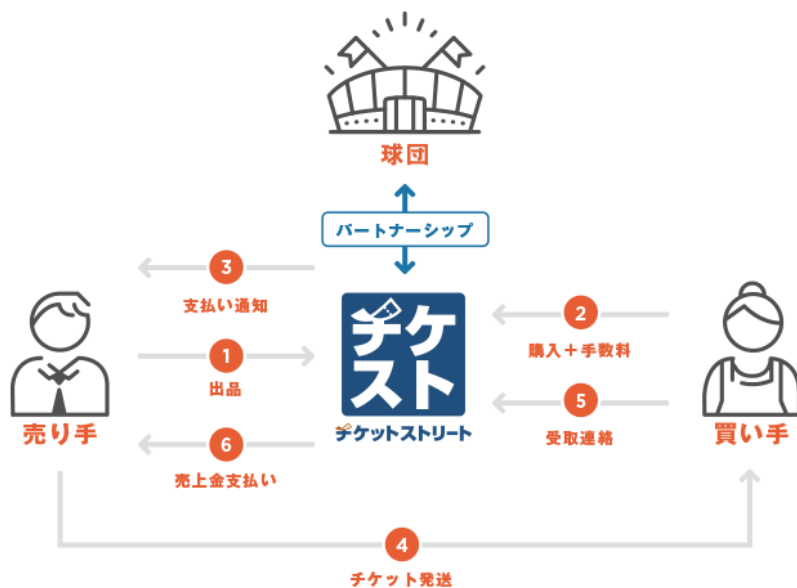 球団
パートナーシップ
3
支払い通知
1
出品
6
売上金支払い
売り手
チケスト
チケットストリート
2
購入+手数料
5
受取連絡
買い手
4
チケット発送